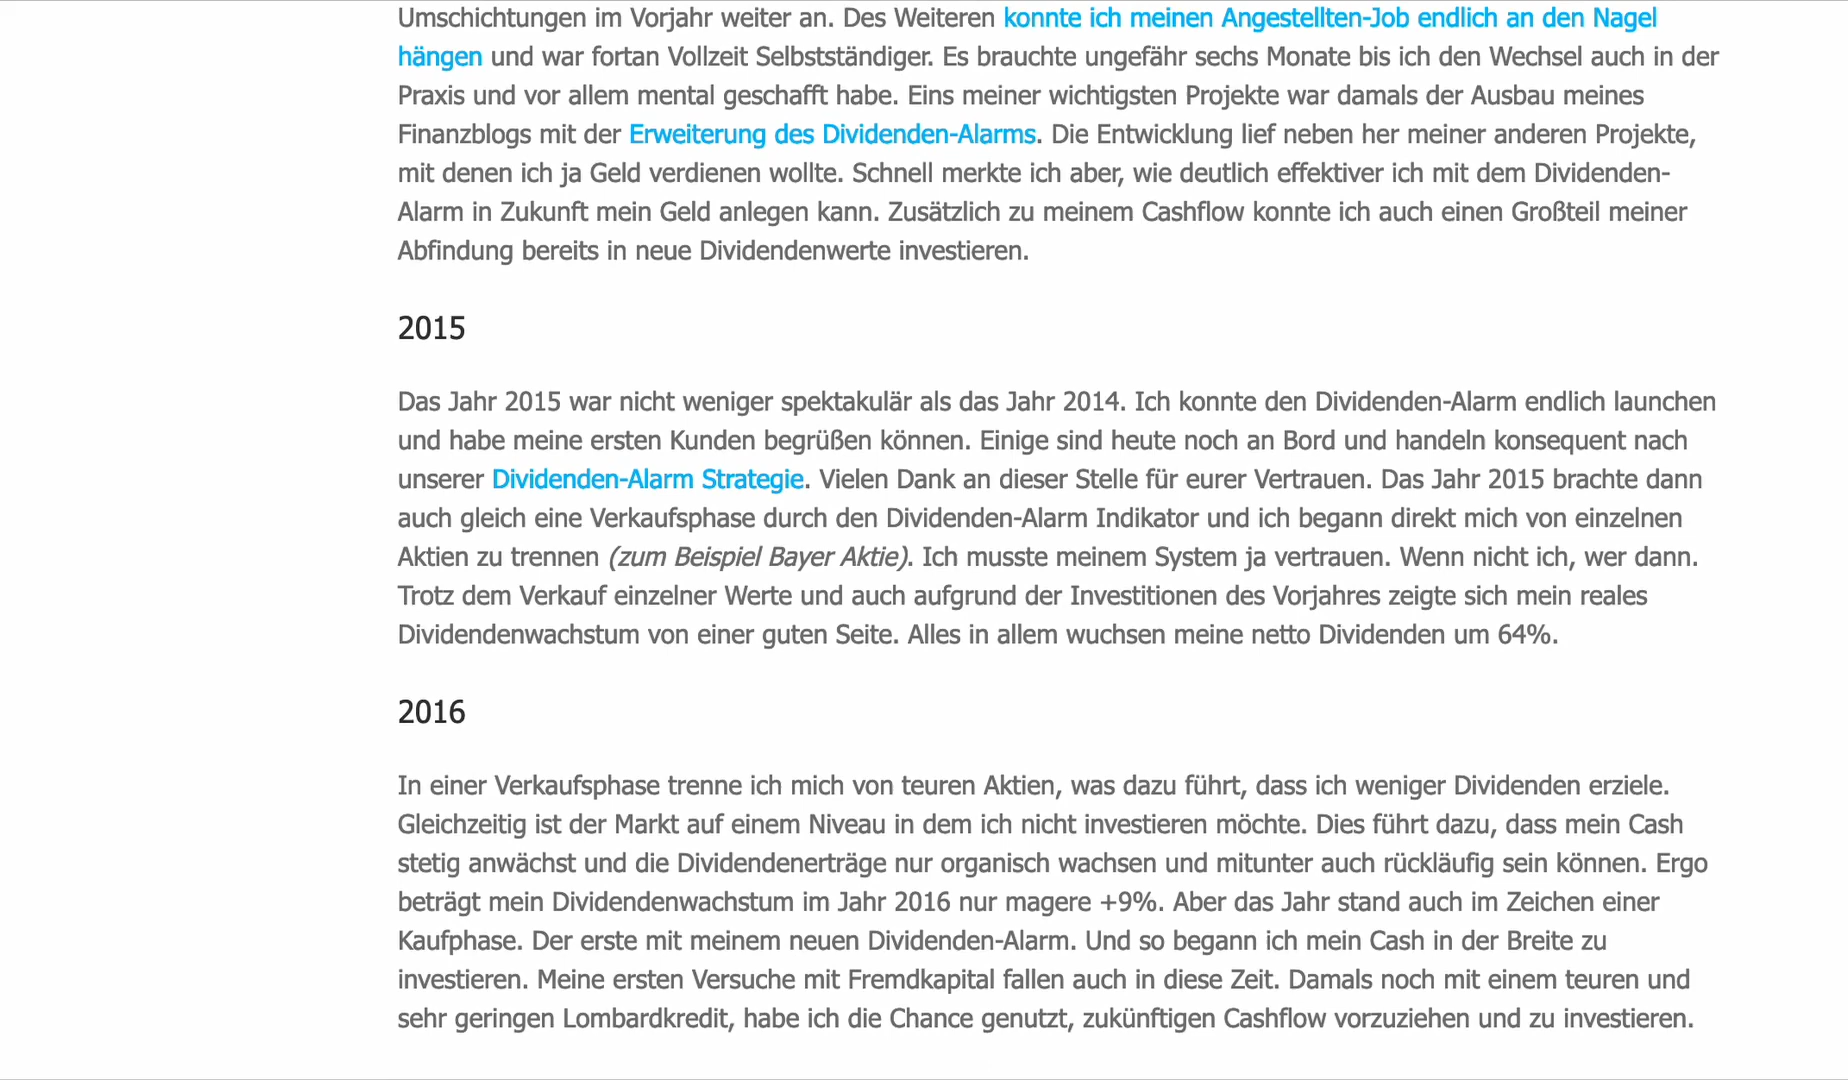 Umschichtungen im Vorjahr weiter an. Des Weiteren konnte ich meinen Angestellten-Job endlich an den Nagel
hängen und war fortan Vollzeit Selbstständiger. Es brauchte ungefähr sechs Monate bis ich den Wechsel auch in der
Praxis und vor allem mental geschafft habe. Eins meiner wichtigsten Projekte war damals der Ausbau meines
Finanzblogs mit der Erweiterung des Dividenden-Alarms. Die Entwicklung lief neben her meiner anderen Projekte,
mit denen ich ja Geld verdienen wollte. Schnell merkte ich aber, wie deutlich effektiver ich mit dem Dividenden-
Alarm in Zukunft mein Geld anlegen kann. Zusätzlich zu meinem Cashflow konnte ich auch einen Großteil meiner
Abfindung bereits in neue Dividendenwerte investieren.
2015
Das Jahr 2015 war nicht weniger spektakulär als das Jahr 2014. Ich konnte den Dividenden-Alarm endlich launchen
und habe meine ersten Kunden begrüßen können. Einige sind heute noch an Bord und handeln konsequent nach
unserer Dividenden-Alarm Strategie. Vielen Dank an dieser Stelle für eurer Vertrauen. Das Jahr 2015 brachte dann
auch gleich eine Verkaufsphase durch den Dividenden-Alarm Indikator und ich begann direkt mich von einzelnen
Aktien zu trennen (zum Beispiel Bayer Aktie). Ich musste meinem System ja vertrauen. Wenn nicht ich, wer dann.
Trotz dem Verkauf einzelner Werte und auch aufgrund der Investitionen des Vorjahres zeigte sich mein reales
Dividendenwachstum von einer guten Seite. Alles in allem wuchsen meine netto Dividenden um 64%.
2016
In einer Verkaufsphase trenne ich mich von teuren Aktien, was dazu führt, dass ich weniger Dividenden erziele.
Gleichzeitig ist der Markt auf einem Niveau in dem ich nicht investieren möchte. Dies führt dazu, dass mein Cash
stetig anwächst und die Dividendenerträge nur organisch wachsen und mitunter auch rückläufig sein können. Ergo
beträgt mein Dividendenwachstum im Jahr 2016 nur magere +9%. Aber das Jahr stand auch im Zeichen einer
Kaufphase. Der erste mit meinem neuen Dividenden-Alarm. Und so begann ich mein Cash in der Breite zu
investieren. Meine ersten Versuche mit Fremdkapital fallen auch in diese Zeit. Damals noch mit einem teuren und
sehr geringen Lombardkredit, habe ich die Chance genutzt, zukünftigen Cashflow vorzuziehen und zu investieren.